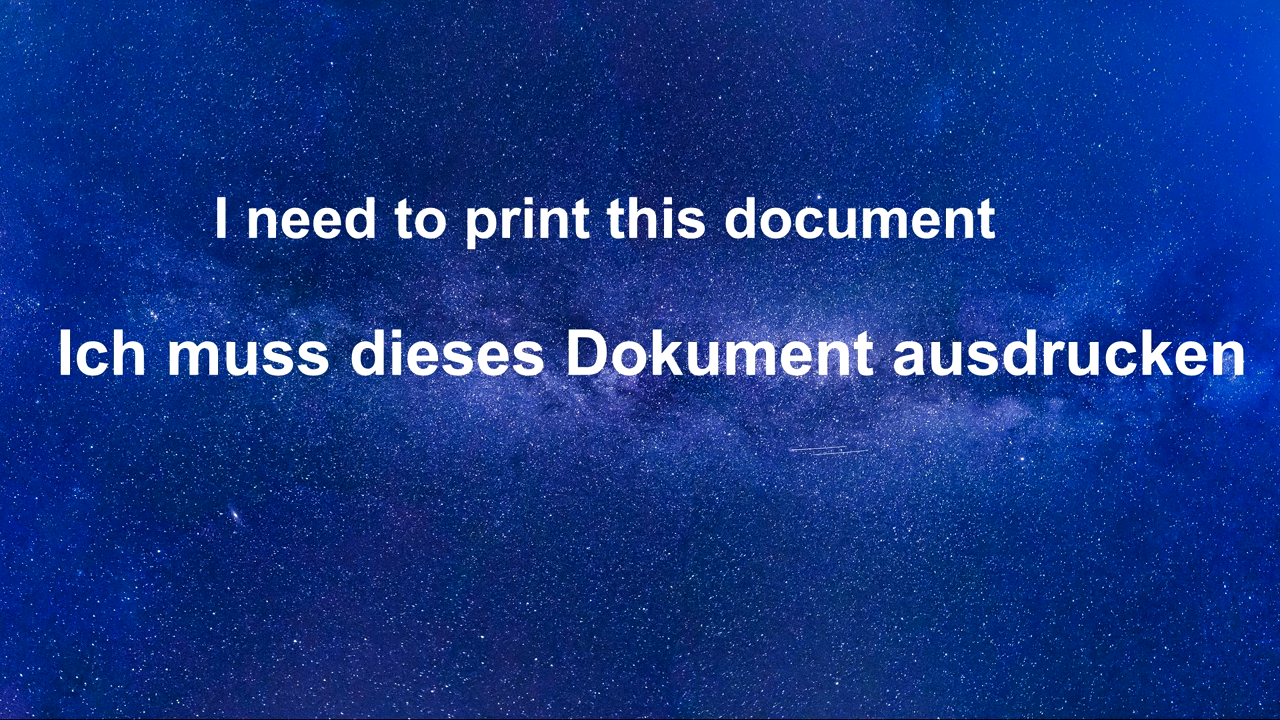 I need to print this document
Ich muss dieses Dokument ausdrucken